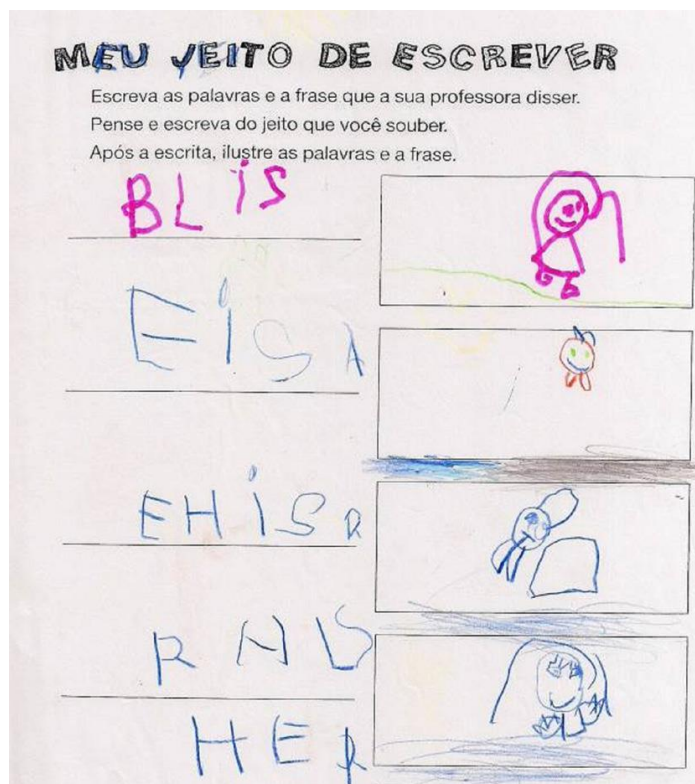 MEU JEITO DE ESCREVER
Escreva as palavras e a frase que a sua professora disser.
Pense e escreva do jeito que você souber.
Após a escrita, ilustre as palavras e a frase.
BLiS
EiSA
EHiSR
RHB
HER